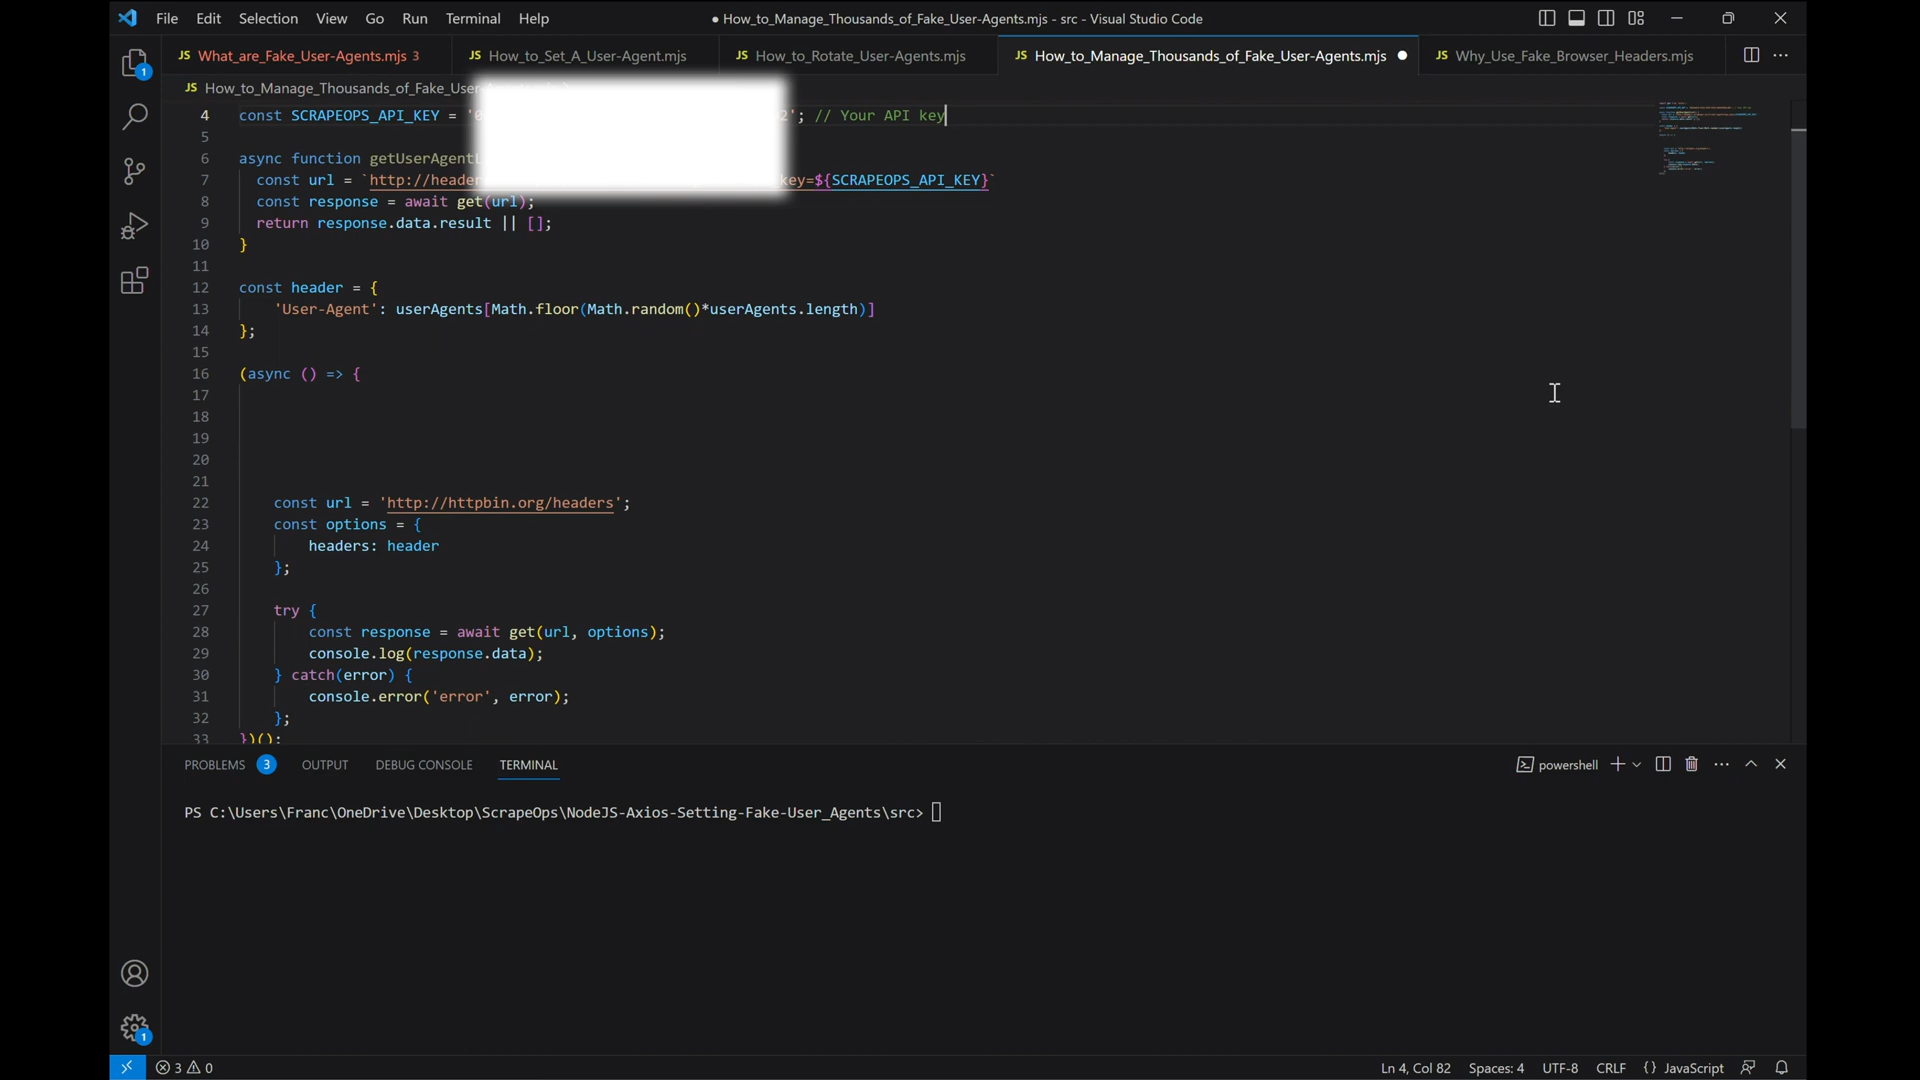 File Edit Selection View Go Run Terminal Help
● How_to_Manage_Thousands_of_Fake_User-Agents.mjs - src - Visual Studio Code
JS What_are_Fake_User-Agents.mjs 3
JS How_to_Set_A_User-Agent.mjs
JS How_to_Rotate_User-Agents.mjs
JS How_to_Manage_Thousands_of_Fake_User-Agents.mjs ●
JS Why_Use_Fake_Browser_Headers.mjs
JS How_to_Manage_Thousands_of_Fake_User-
4 const SCRAPEOPS_API_KEY = ' 2'; // Your API key
5
6 async function getUserAgent
7 const url = `http://header key=${SCRAPEOPS_API_KEY}`
8 const response = await get(url);
9 return response.data.result || [];
10 }
11
12 const header = {
13 'User-Agent': userAgents[Math.floor(Math.random()*userAgents.length)]
14 };
15
16 (async () => {
17
18
19
20
21
22 const url = 'http://httpbin.org/headers';
23 const options = {
24 headers: header
25 };
26
27 try {
28 const response = await get(url, options);
29 console.log(response.data);
30 } catch(error) {
31 console.error('error', error);
32 };
33 })();
PROBLEMS 3 OUTPUT DEBUG CONSOLE TERMINAL
powershell
PS C:\Users\Franc\OneDrive\Desktop\ScrapeOps\NodeJS-Axios-Setting-Fake-User_Agents\src>
1
1
3 0
Ln 4, Col 82 Spaces: 4 UTF-8 CRLF {} JavaScript